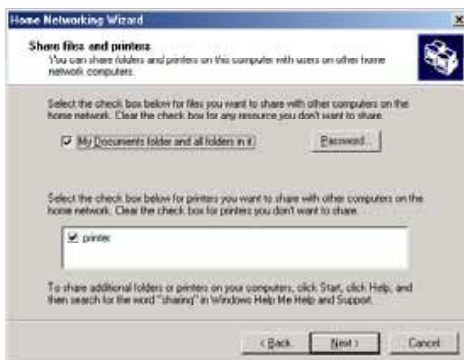 Home Networking Wizard
Share files and printers
You can share folders and printers on this computer with users on other home
network computers.
Select the check box below for files you want to share with other computers on the
home network. Clear the check box for any resource you don't want to share.
My Documents folder and all folders in it
Password...
Select the check box below for printers you want to share with other computers on the
home network. Clear the check box for printers you don't want to share.
printer
To share additional folders or printers on your computers, click Start, click Help, and
then search for the word "sharing" in Windows Help Me Help and Support.
< Back
Next >
Cancel